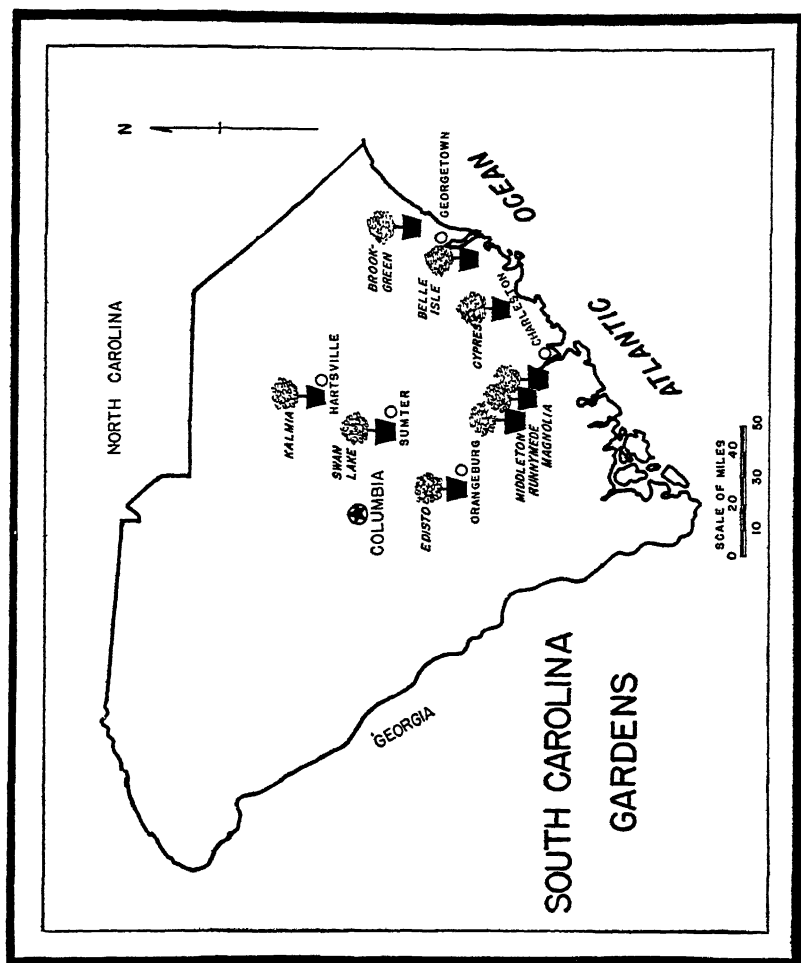 N
NORTH CAROLINA
KALMIA
HARTSVILLE
SWAN
LAKE
SUMTER
COLUMBIA
BROOK-
GREEN
BELLE
ISLE
GEORGETOWN
EDISTO
ORANGEBURG
CYPRESS
CHARLESTON
MIDDLETON
RUNNYMEDE
MAGNOLIA
OCEAN
ATLANTIC
GEORGIA
SOUTH CAROLINA
GARDENS
SCALE OF MILES
0 20 40
10 30 50